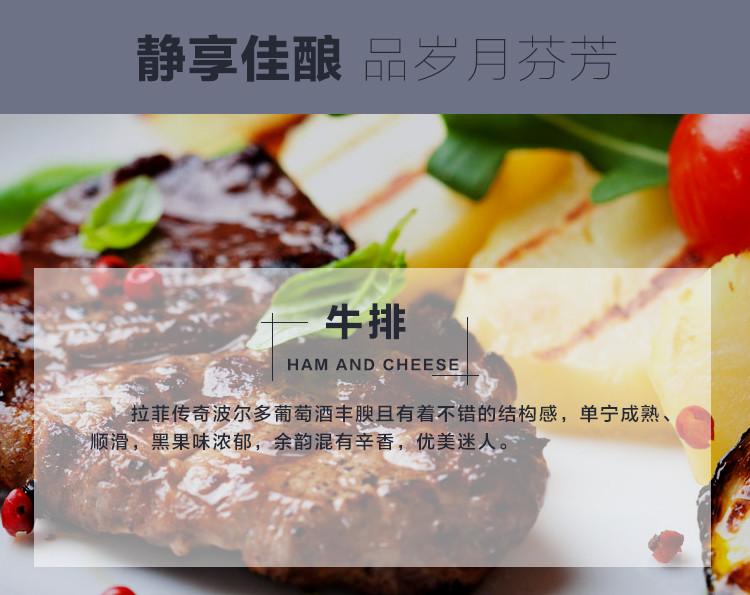 静享佳酿 品岁月芬芳
牛排
HAM AND CHEESE
拉菲传奇波尔多葡萄酒丰腴且有着不错的结构感，单宁成熟、
顺滑，黑果味浓郁，余韵混有辛香，优美迷人。